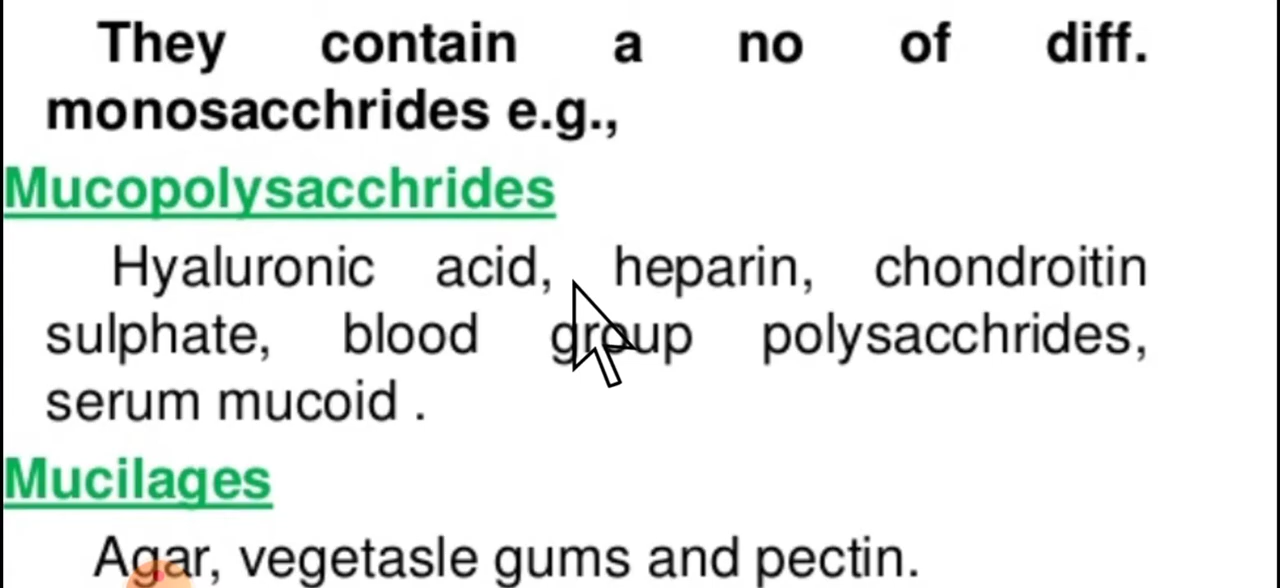 They contain a no of diff.
monosacchrides e.g.,
Mucopolysacchrides
Hyaluronic acid, heparin, chondroitin
sulphate, blood group polysacchrides,
serum mucoid .
Mucilages
Agar, vegetasle gums and pectin.